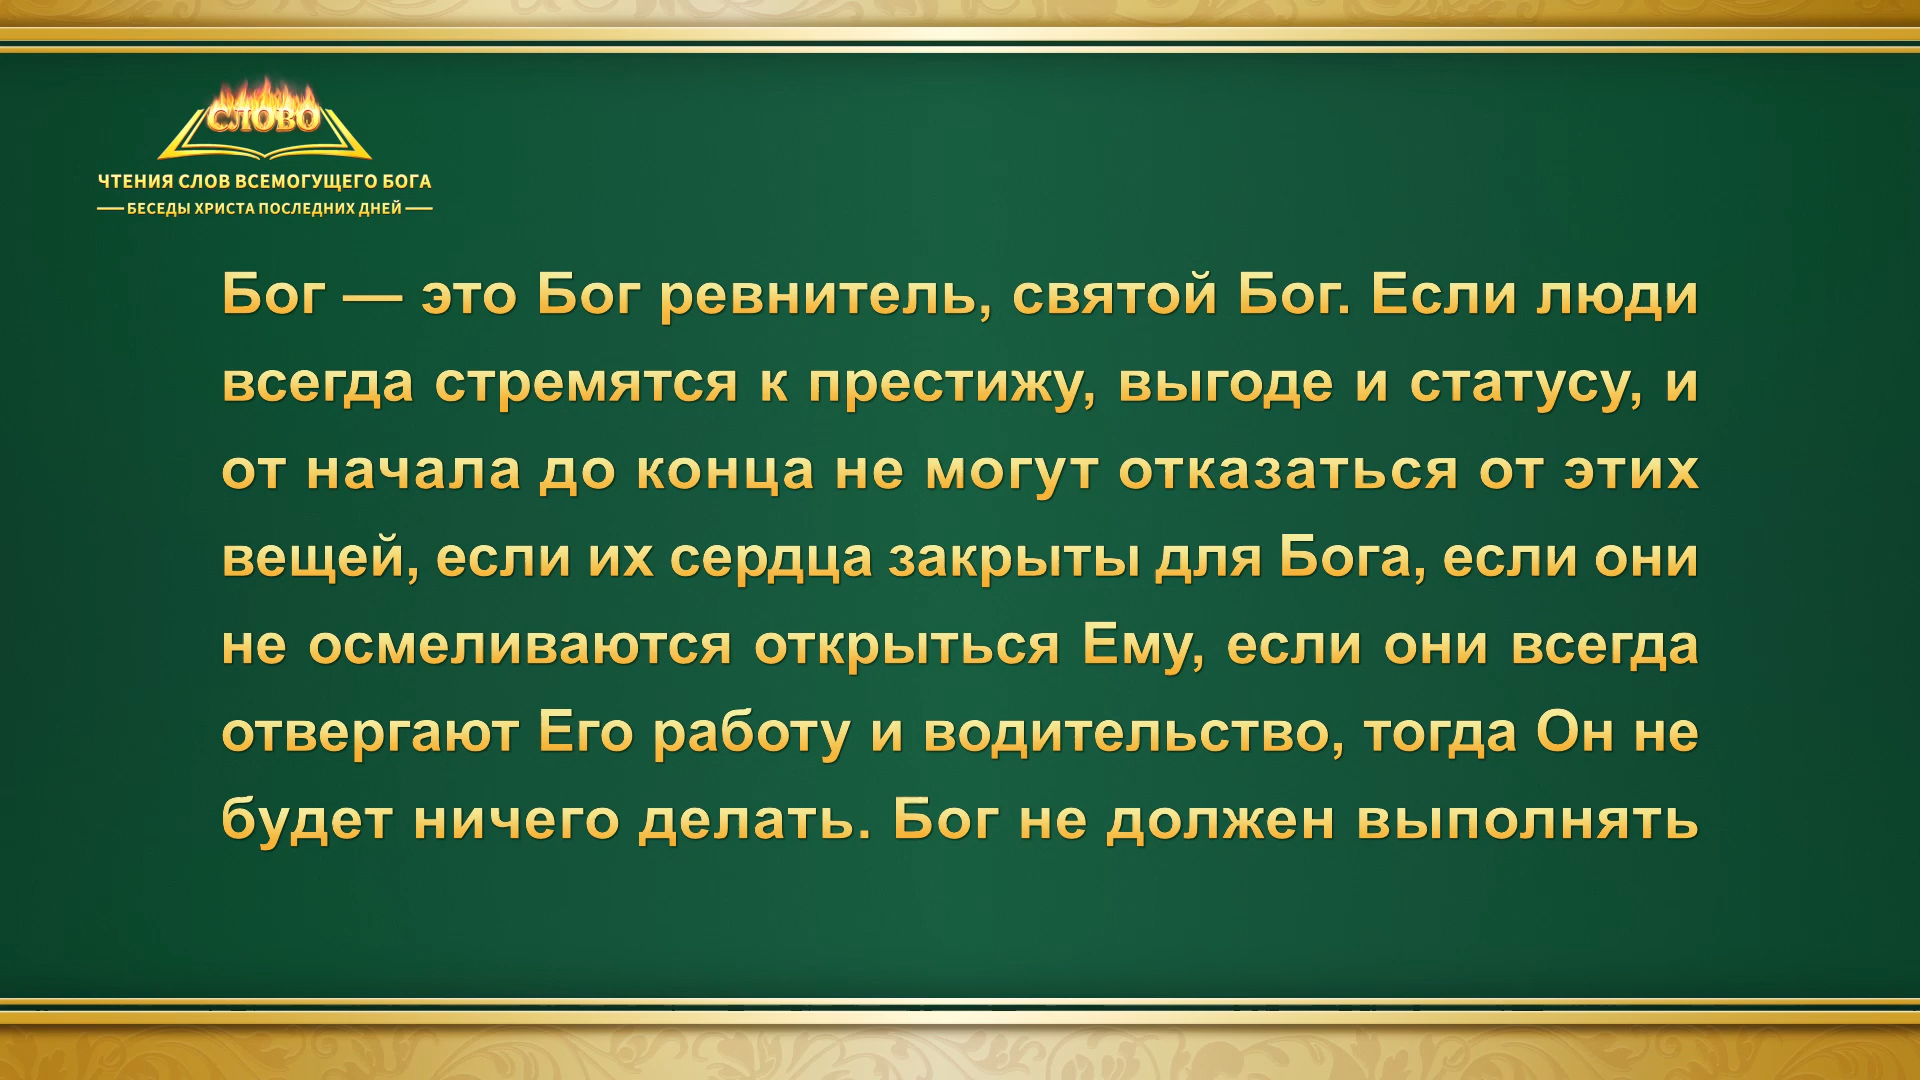 СЛОВО
ЧТЕНИЯ СЛОВ ВСЕМОГУЩЕГО БОГА
БЕСЕДЫ ХРИСТА ПОСЛЕДНИХ ДНЕЙ
Бог — это Бог ревнитель, святой Бог. Если люди
всегда стремятся к престижу, выгоде и статусу, и
от начала до конца не могут отказаться от этих
вещей, если их сердца закрыты для Бога, если они
не осмеливаются открыться Ему, если они всегда
отвергают Его работу и водительство, тогда Он не
будет ничего делать. Бог не должен выполнять